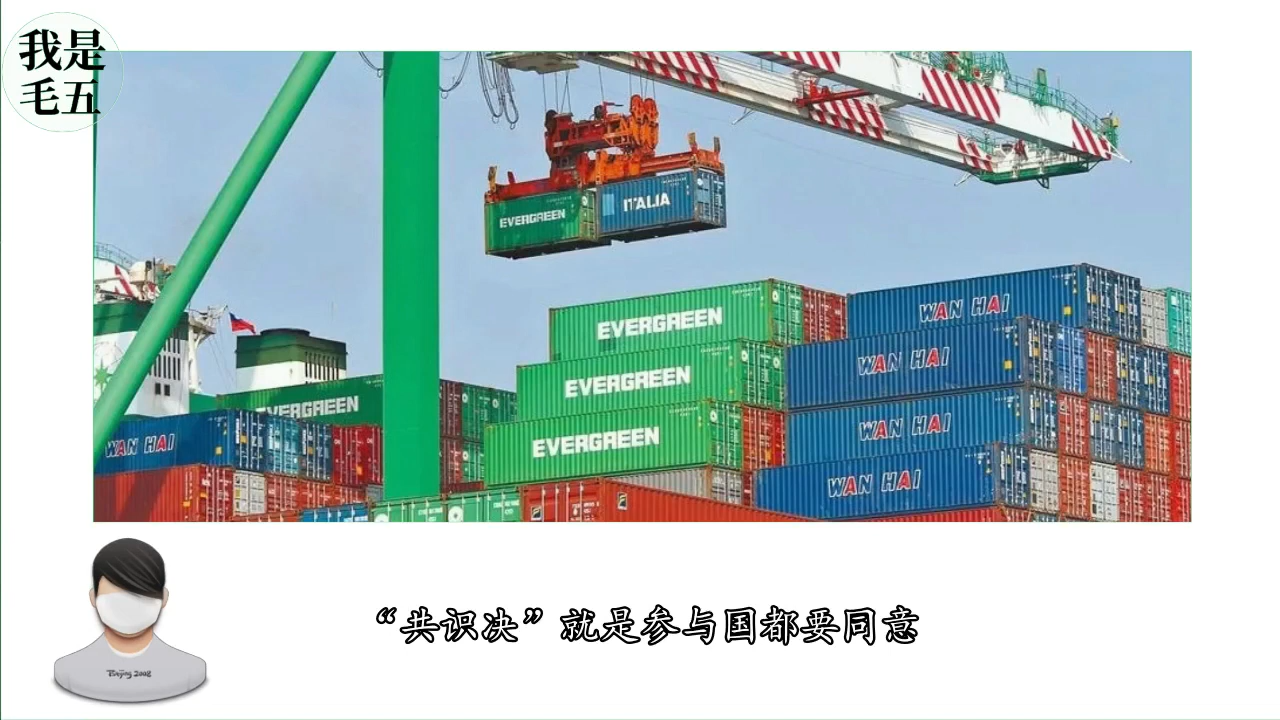 我是
毛五
EVERGREEN
ITALIA
EVERGREEN
WAN HAI
EVERGREEN
WAN HAI
EVERGREEN
WAN HAI
WAN HAI
EVERGREEN
WAN HAI
“共识决”就是参与国都要同意